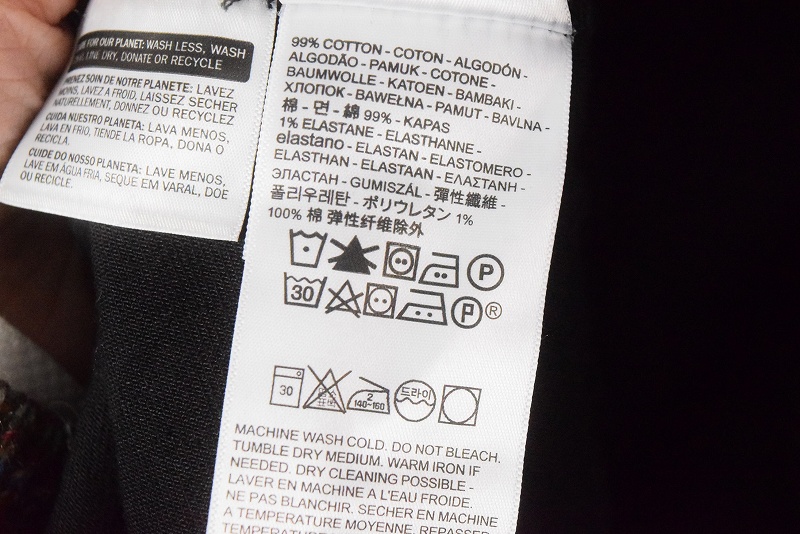 FOR OUR PLANET: WASH LESS, WASH
LINE DRY, DONATE OR RECYCLE
PRENEZ SOIN DE NOTRE PLANETE: LAVEZ
MOINS, LAVEZ A FROID, LAISSEZ SECHER
NATURELLEMENT, DONNEZ OU RECYCLEZ
CUIDA NUESTRO PLANETA: LAVA MENOS,
LAVA EN FRIO, TIENDE LA ROPA, DONA O
RECICLA.
CUIDE DO NOSSO PLANETA: LAVE MENOS,
LAVE EM ÁGUA FRIA, SEQUE EM VARAL, DOE
OU RECICLE.
99% COTTON - COTON - ALGODÓN -
ALGODÃO - PAMUK - COTONE -
BAUMWOLLE - KATOEN - BAMBAKI -
ХЛОПОК - BAWEŁNA - PAMUT - BAVLNA -
棉 - 면 - 綿 99% - KAPAS
1% ELASTANE - ELASTHANNE -
elastano - ELASTAN - ELASTOMERO -
ELASTHAN - ELASTAAN - ΕΛΑΣΤΑΝΗ -
ЭЛАСТАН - GUMISZÁL - 彈性纖維 -
폴리우레탄 - ポリウレタン 1%
100% 棉 弹性纤维除外
P
30 P ®
30 2 140~160 드라이
MACHINE WASH COLD. DO NOT BLEACH.
TUMBLE DRY MEDIUM. WARM IRON IF
NEEDED. DRY CLEANING POSSIBLE -
LAVER EN MACHINE A L'EAU FROIDE.
NE PAS BLANCHIR. SECHER EN MACHINE
A TEMPERATURE MOYENNE. REPASSER